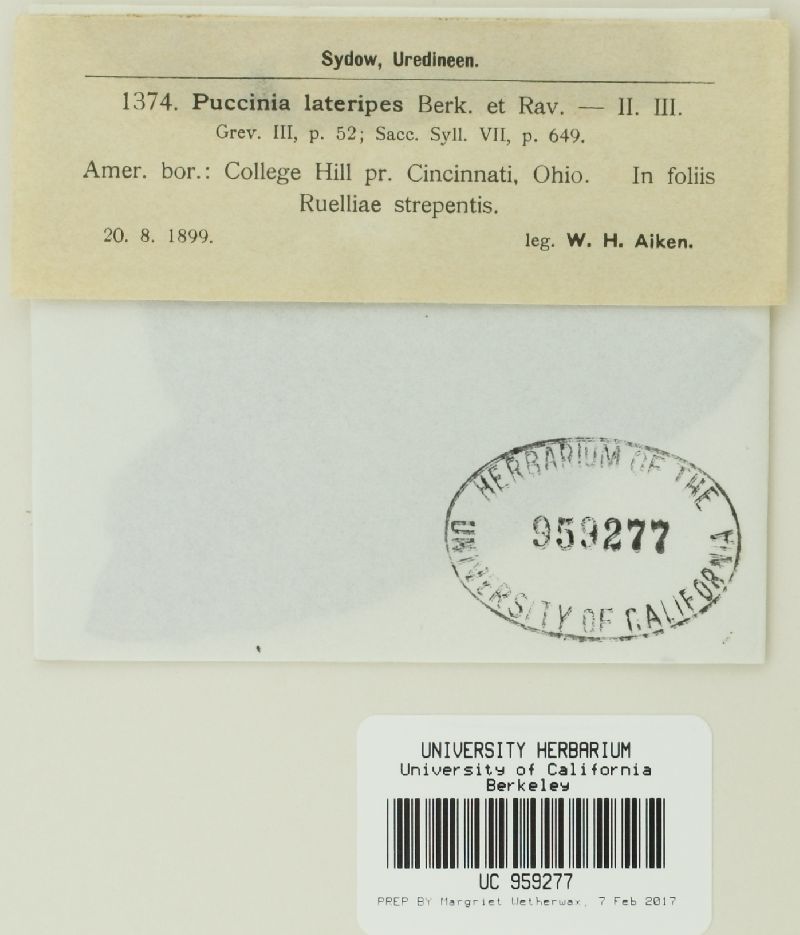 Sydow, Uredineen.
1374. Puccinia lateripes Berk. et Rav. — II. III.
Grev. III, p. 52; Sacc. Syll. VII, p. 649.
Amer. bor.: College Hill pr. Cincinnati, Ohio. In foliis
Ruelliae strepentis.
20. 8. 1899. leg. W. H. Aiken.
HERBARIUM OF THE
959277
UNIVERSITY OF CALIFORNIA
UNIVERSITY HERBARIUM
University of California
Berkeley
UC 959277
PREP BY Margriet Wetherwax, 7 Feb 2017